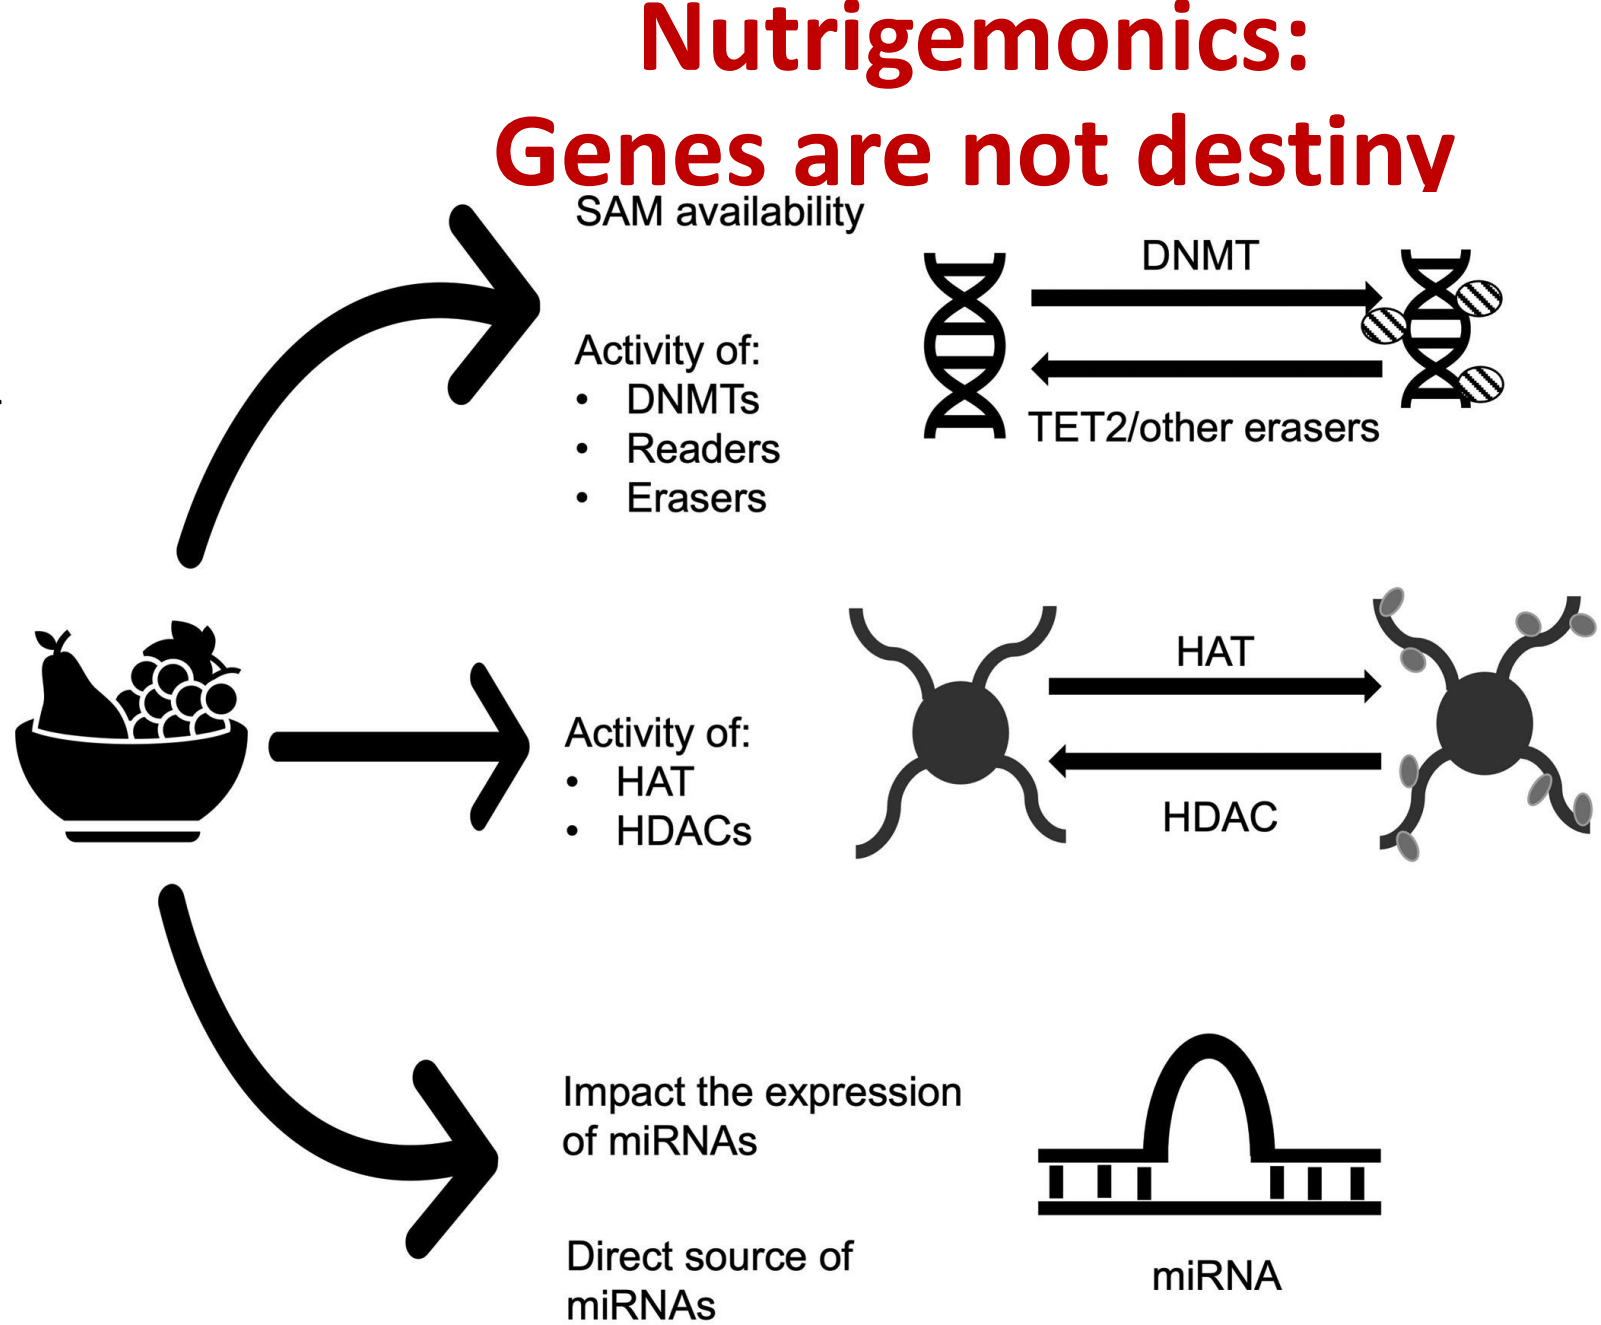 Nutrigemonics:
Genes are not destiny
SAM availability
Activity of:
• DNMTs
• Readers
• Erasers
DNMT
TET2/other erasers
Activity of:
• HAT
• HDACs
HAT
HDAC
Impact the expression
of miRNAs
Direct source of
miRNAs
miRNA